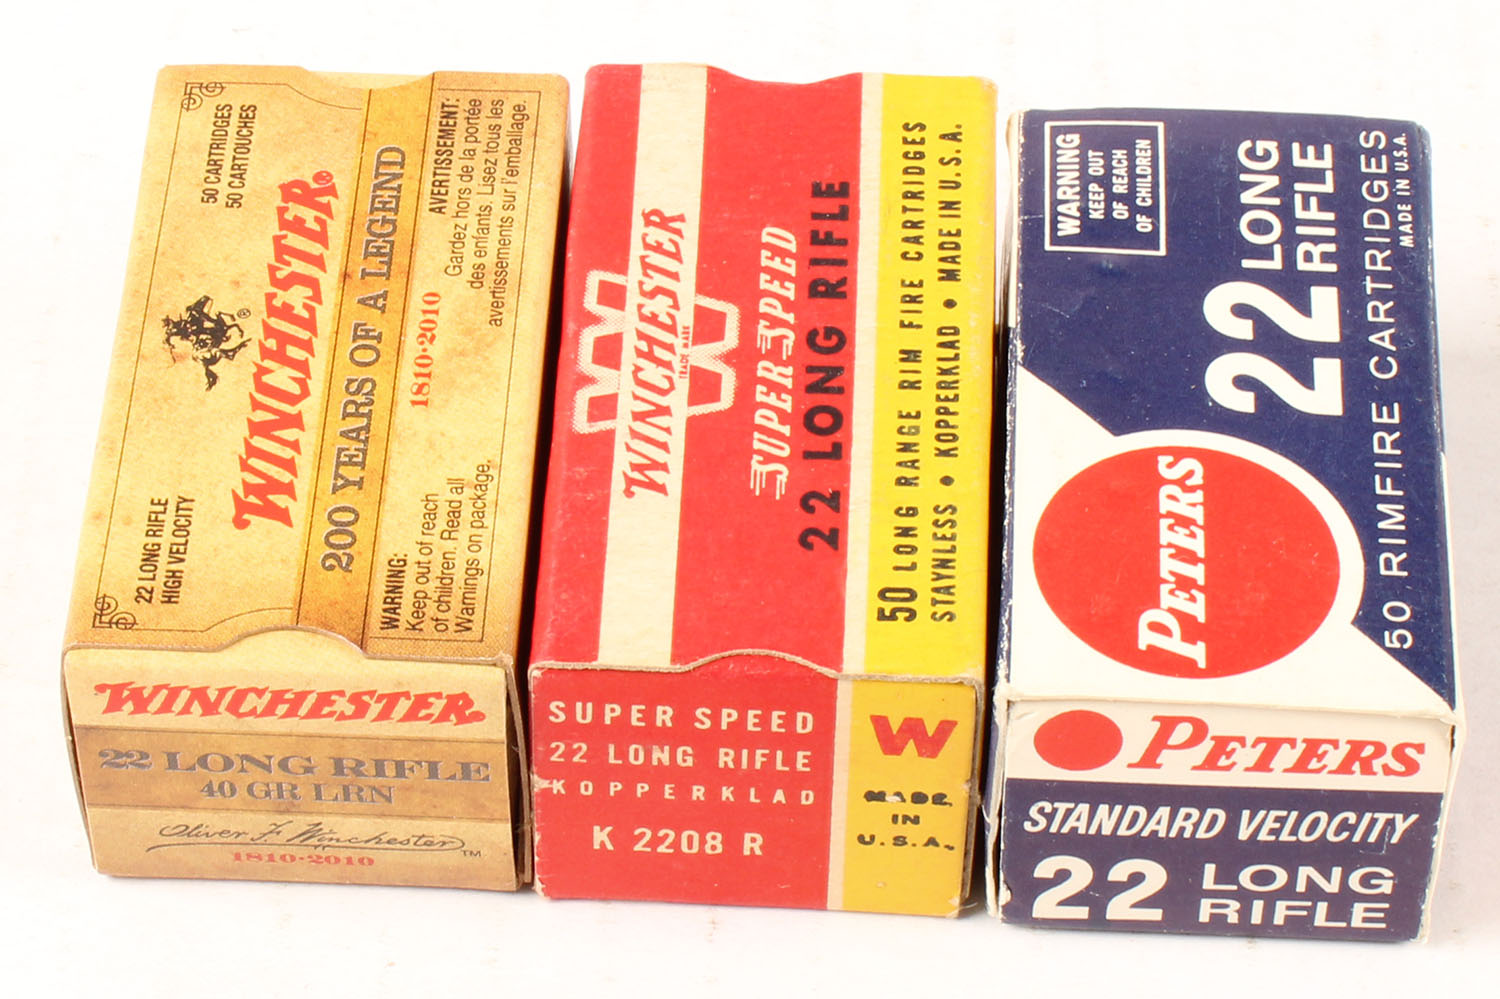 50 CARTRIDGES
50 CARTOUCHES
22 LONG RIFLE
HIGH VELOCITY
®
WINCHESTER®
200 YEARS OF A LEGEND
1810•2010
WARNING:
Keep out of reach
of children. Read all
Warnings on package.
AVERTISSEMENT:
Gardez hors de la portée
des enfants. Lisez tous les
avertissements sur l'emballage.
WINCHESTER
22 LONG RIFLE
40 GR LRN
Oliver F. Winchester™
1810•2010
W
WINCHESTER
TRADE MARK
SUPER-SPEED
22 LONG RIFLE
50 LONG RANGE RIM FIRE CARTRIDGES
STAYNLESS • KOPPERKLAD • MADE IN U.S.A.
SUPER SPEED
22 LONG RIFLE
KOPPERKLAD
K 2208 R
W
MADE
IN
U.S.A.
WARNING
KEEP OUT
OF REACH
OF CHILDREN
22 LONG
RIFLE
PETERS
50 RIMFIRE CARTRIDGES
MADE IN U.S.A.
PETERS
STANDARD VELOCITY
22 LONG
RIFLE